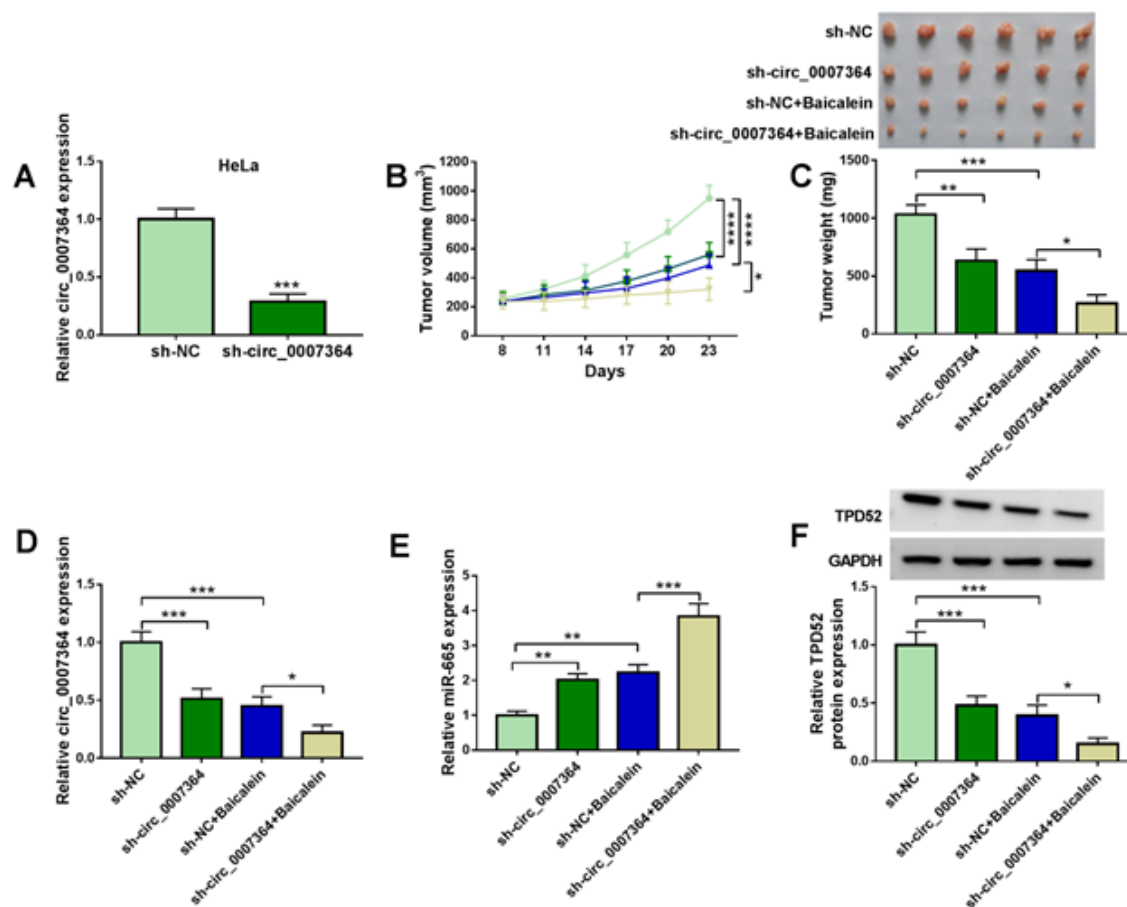 A
HeLa
Relative circ_0007364 expression
1.5
1.0
0.5
0.0
***
sh-NC
sh-circ_0007364
B
Tumor volume (mm3)
1200
1000
800
600
400
200
0
8
11
14
17
20
23
Days
****
****
*
sh-NC
sh-circ_0007364
sh-NC+Baicalein
sh-circ_0007364+Baicalein
C
Tumor weight (mg)
1500
1000
500
0
***
**
*
sh-NC
sh-circ_0007364
sh-NC+Baicalein
sh-circ_0007364+Baicalein
D
Relative circ_0007364 expression
1.5
1.0
0.5
0.0
***
***
*
sh-NC
sh-circ_0007364
sh-NC+Baicalein
sh-circ_0007364+Baicalein
E
Relative miR-665 expression
5
4
3
2
1
0
***
**
**
sh-NC
sh-circ_0007364
sh-NC+Baicalein
sh-circ_0007364+Baicalein
F
TPD52
GAPDH
Relative TPD52
protein expression
1.5
1.0
0.5
0.0
***
***
*
sh-NC
sh-circ_0007364
sh-NC+Baicalein
sh-circ_0007364+Baicalein